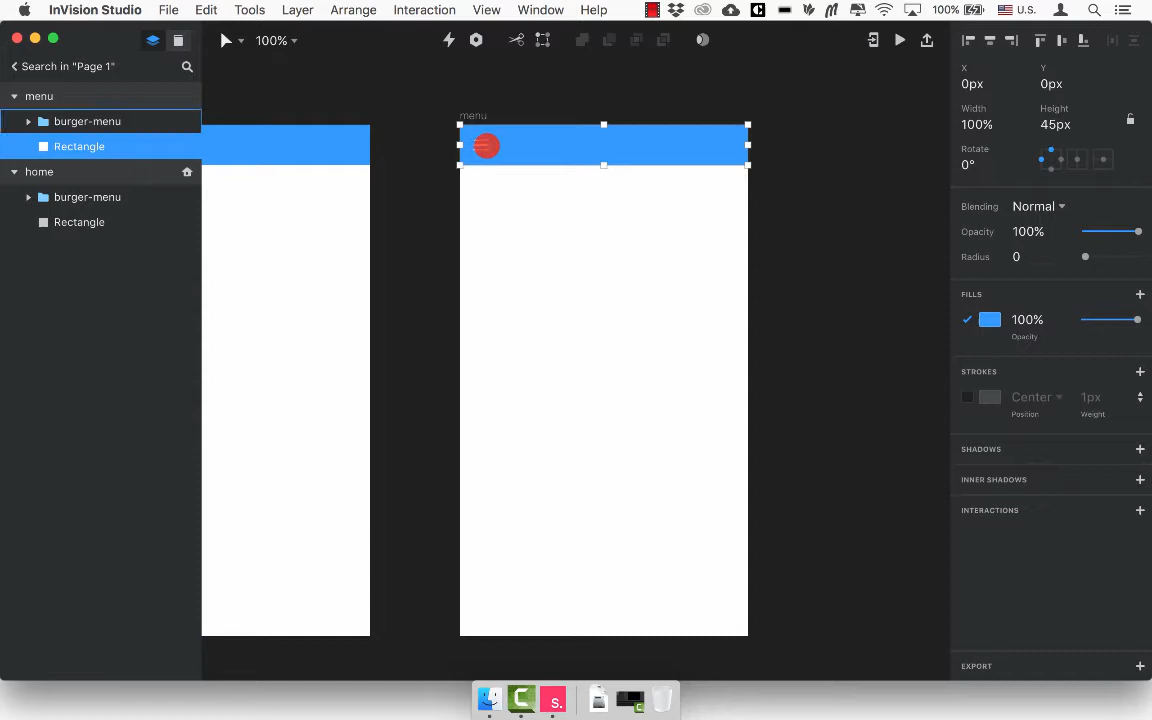 InVision Studio File Edit Tools Layer Arrange Interaction View Window Help 100% U.S.
100%
Search in "Page 1"
menu
burger-menu
Rectangle
home
burger-menu
Rectangle
menu
X Y
0px 0px
Width Height
100% 45px
Rotate
0°
Blending Normal
Opacity 100%
Radius 0
FILLS
100%
Opacity
STROKES
Center 1px
Position Weight
SHADOWS
INNER SHADOWS
INTERACTIONS
EXPORT
s.